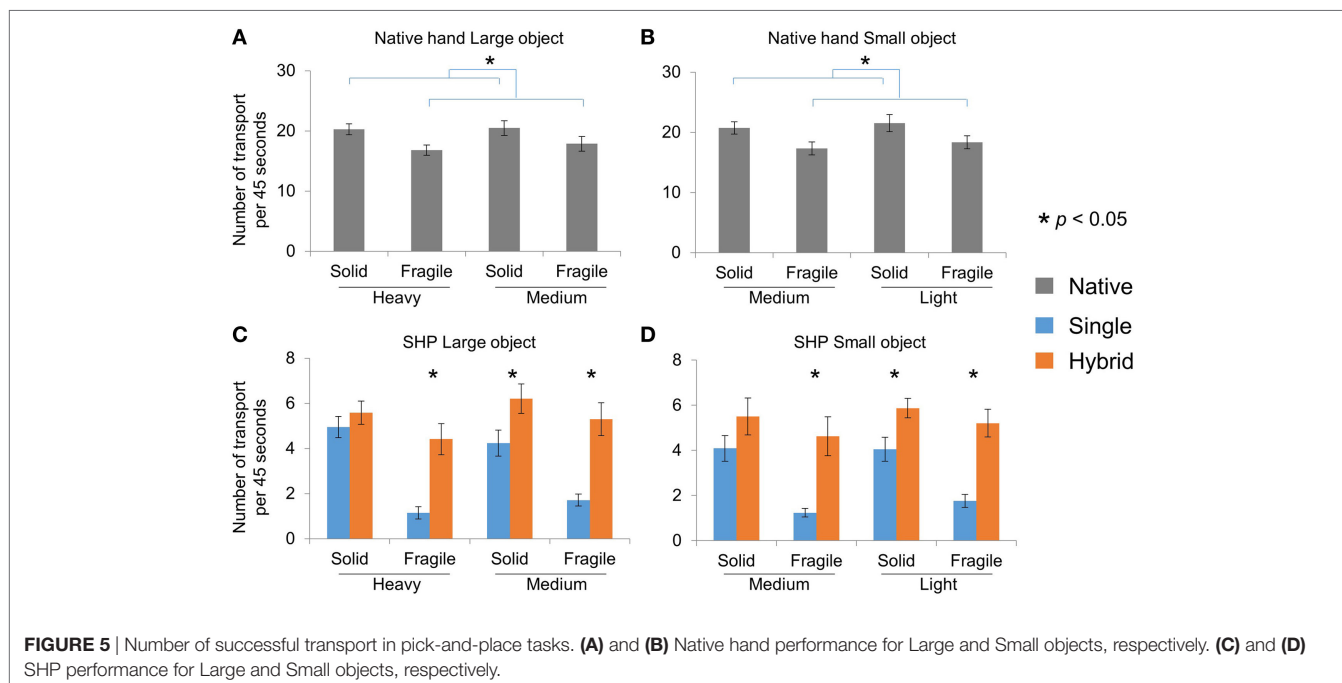 A
Native hand Large object
*
30
20
10
0
Number of transport
per 45 seconds
Solid Fragile Solid Fragile
Heavy Medium
B
Native hand Small object
*
30
20
10
0
Solid Fragile Solid Fragile
Medium Light
* p < 0.05
Native
Single
Hybrid
C
SHP Large object
* * *
8
6
4
2
0
Number of transport
per 45 seconds
Solid Fragile Solid Fragile
Heavy Medium
D
SHP Small object
* * *
8
6
4
2
0
Solid Fragile Solid Fragile
Medium Light
FIGURE 5 | Number of successful transport in pick-and-place tasks. (A) and (B) Native hand performance for Large and Small objects, respectively. (C) and (D)
SHP performance for Large and Small objects, respectively.